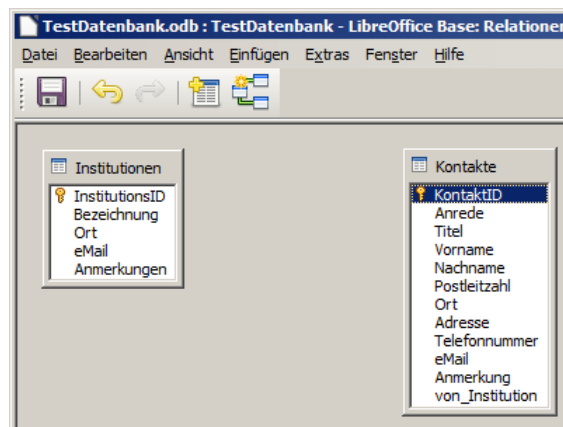 TestDatenbank.odb : TestDatenbank - LibreOffice Base: Relationen
Datei Bearbeiten Ansicht Einfügen Extras Fenster Hilfe
Institutionen
InstitutionsID
Bezeichnung
Ort
eMail
Anmerkungen
Kontakte
KontaktID
Anrede
Titel
Vorname
Nachname
Postleitzahl
Ort
Adresse
Telefonnummer
eMail
Anmerkung
von_Institution